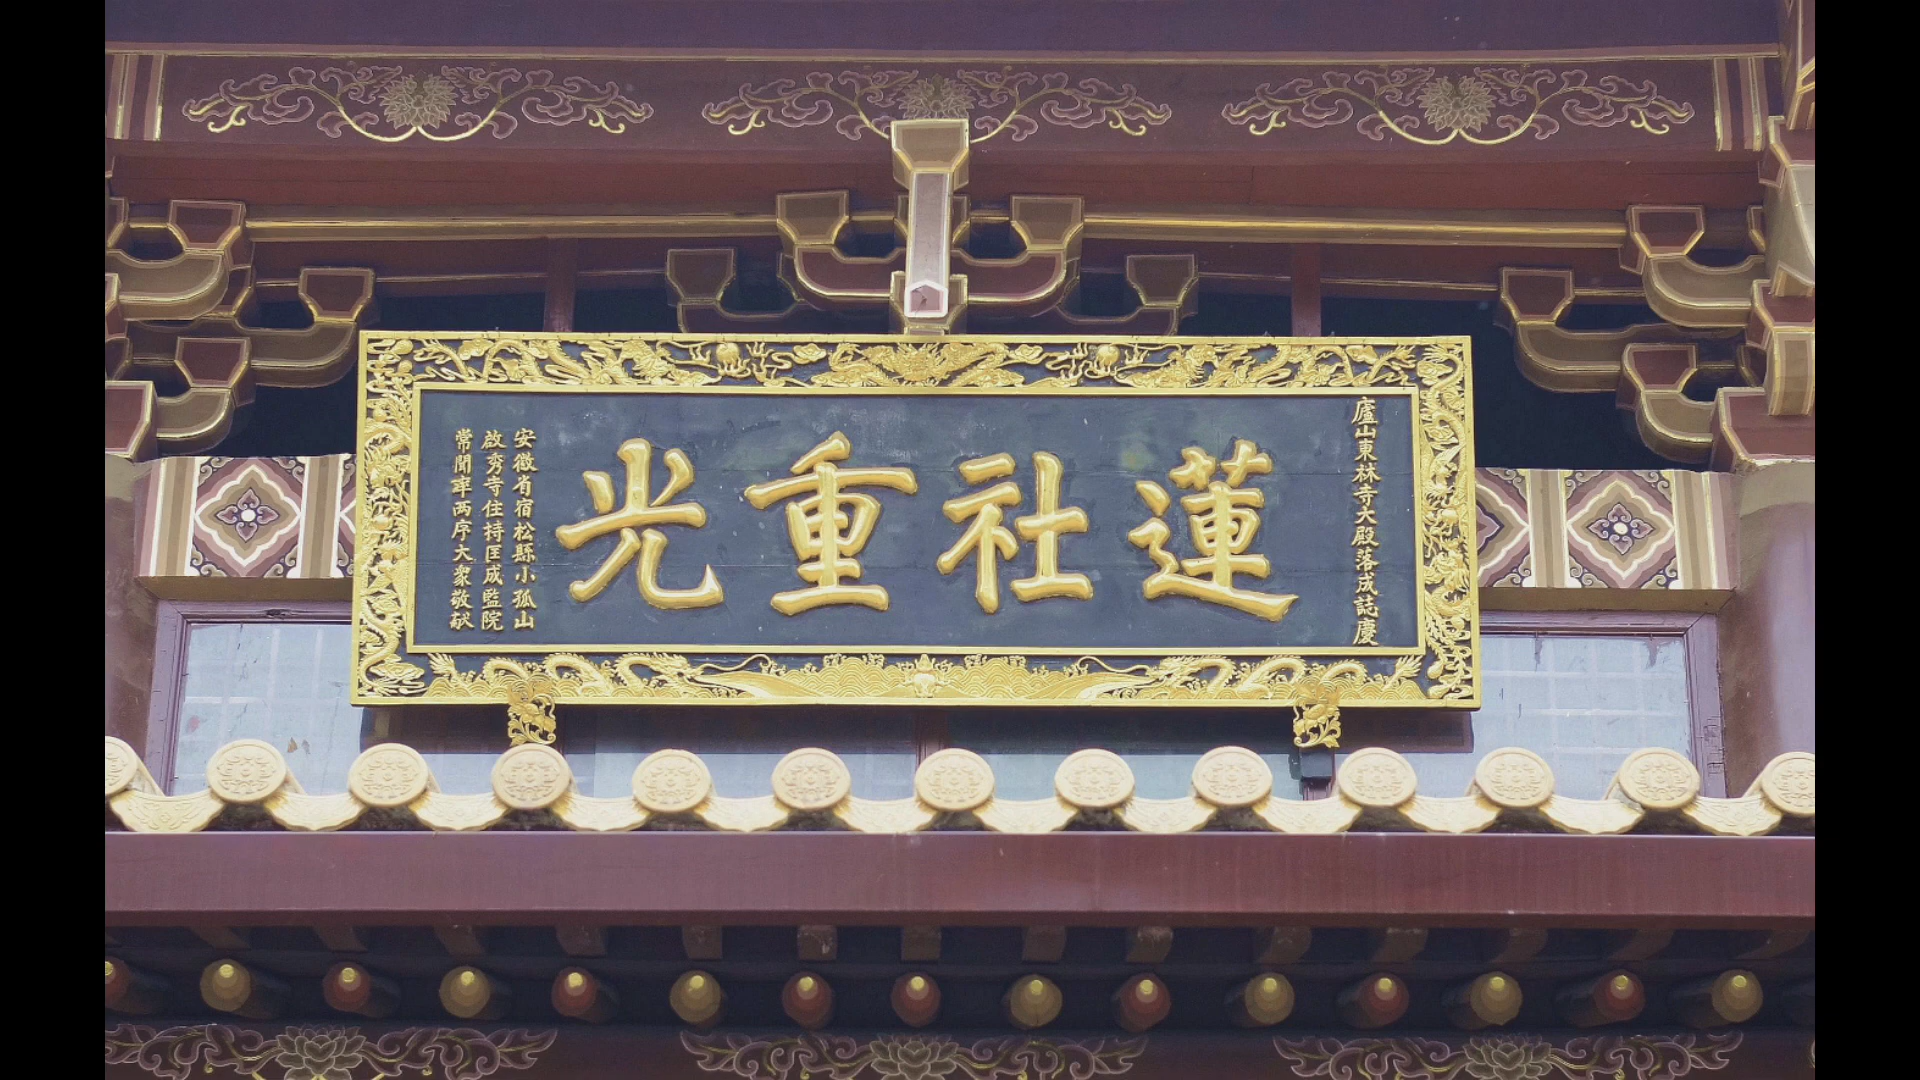 廬山東林寺大殿落成誌慶
蓮社重光
安徽省宿松縣小孤山
啟秀寺住持匡成監院
常聞率两序大衆敬献